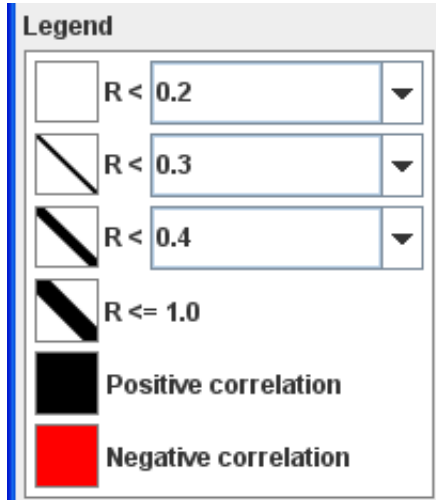 Legend
R < 0.2
R < 0.3
R < 0.4
R <= 1.0
Positive correlation
Negative correlation